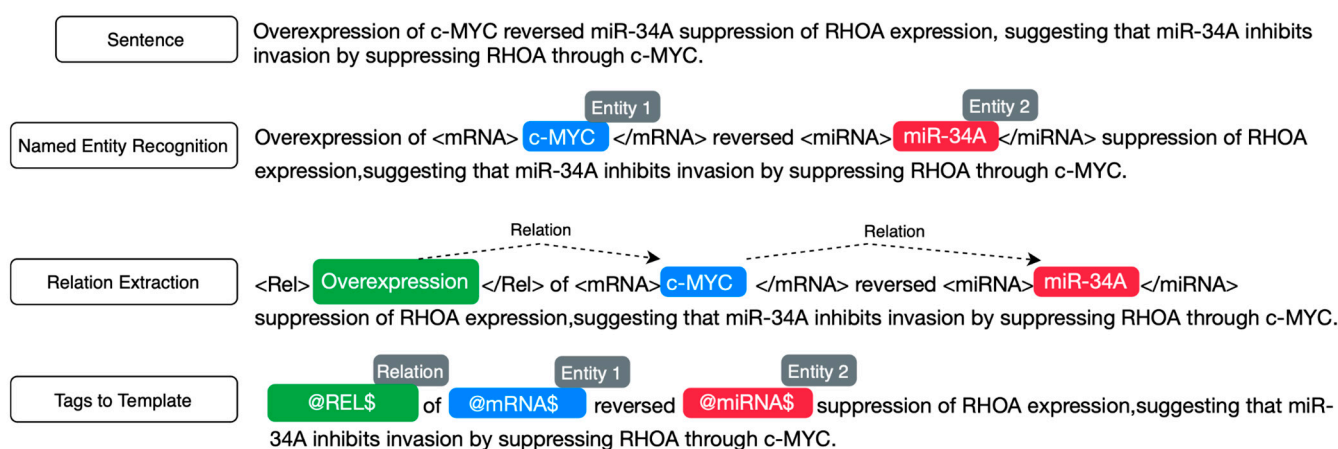 Sentence
Overexpression of c-MYC reversed miR-34A suppression of RHOA expression, suggesting that miR-34A inhibits
invasion by suppressing RHOA through c-MYC.
Entity 1
Entity 2
Named Entity Recognition
Overexpression of <mRNA> c-MYC </mRNA> reversed <miRNA> miR-34A </miRNA> suppression of RHOA
expression,suggesting that miR-34A inhibits invasion by suppressing RHOA through c-MYC.
Relation
Relation
Relation Extraction
<Rel> Overexpression </Rel> of <mRNA> c-MYC </mRNA> reversed <miRNA> miR-34A </miRNA>
suppression of RHOA expression,suggesting that miR-34A inhibits invasion by suppressing RHOA through c-MYC.
Relation
Entity 1
Entity 2
Tags to Template
@REL$ of @mRNA$ reversed @miRNA$ suppression of RHOA expression,suggesting that miR-
34A inhibits invasion by suppressing RHOA through c-MYC.